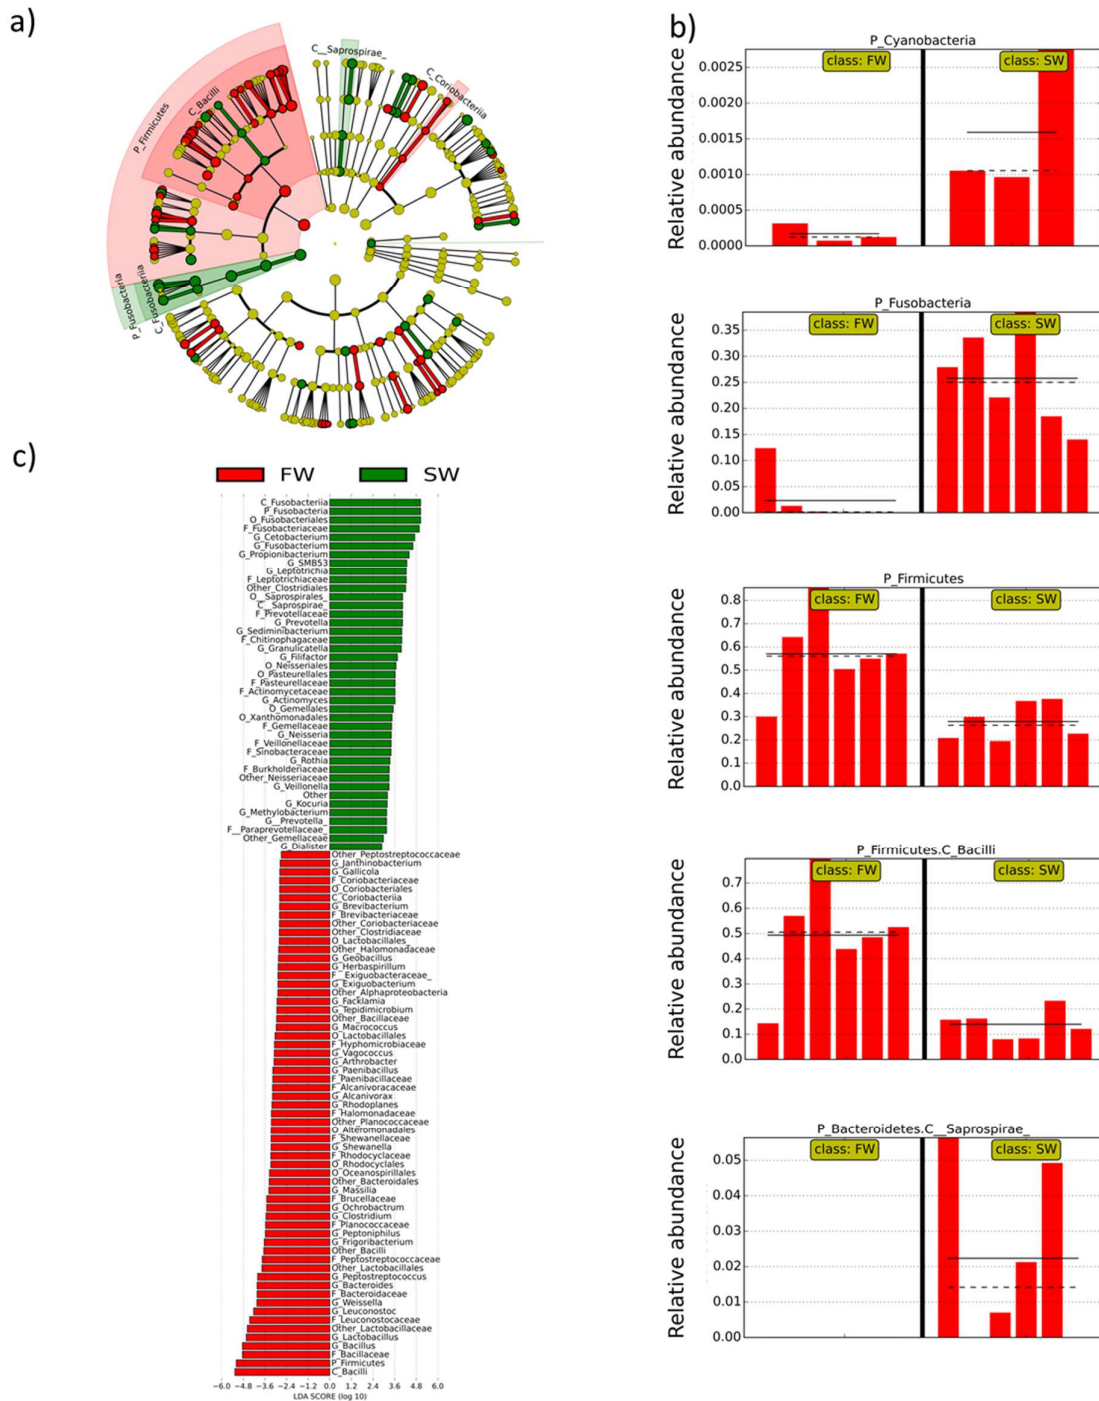 a)
C__Saprospirae_
C_Coriobacteriia
C_Bacilli
P_Firmicutes
C_Fusobacteriia
P_Fusobacteria
b)
P_Cyanobacteria
class: FW
class: SW
Relative abundance
0.0025
0.0020
0.0015
0.0010
0.0005
0.0000
P_Fusobacteria
class: FW
class: SW
Relative abundance
0.35
0.30
0.25
0.20
0.15
0.10
0.05
0.00
P_Firmicutes
class: FW
class: SW
Relative abundance
0.8
0.7
0.6
0.5
0.4
0.3
0.2
0.1
0.0
P_Firmicutes.C_Bacilli
class: FW
class: SW
Relative abundance
0.7
0.6
0.5
0.4
0.3
0.2
0.1
0.0
P_Bacteroidetes.C__Saprospirae_
class: FW
class: SW
Relative abundance
0.05
0.04
0.03
0.02
0.01
0.00
c)
FW SW
C_Fusobacteriia
P_Fusobacteria
O_Fusobacteriales
F_Fusobacteriaceae
G_Cetobacterium
G_Fusobacterium
G_Propionibacterium
G_SMB53
G_Leptotrichia
F_Leptotrichiaceae
Other_Clostridiales
O__Saprospirales_
C__Saprospirae_
F_Prevotellaceae
G_Prevotella
G_Sediminibacterium
F_Chitinophagaceae
G_Granulicatella
G_Filifactor
O_Neisseriales
O_Pasteurellales
F_Pasteurellaceae
F_Actinomycetaceae
G_Actinomyces
O_Gemellales
O_Xanthomonadales
F_Gemellaceae
G_Neisseria
F_Veillonellaceae
F_Sinobacteraceae
G_Rothia
F_Burkholderiaceae
Other_Neisseriaceae
G_Veillonella
Other
G_Kocuria
G_Methylobacterium
G__Prevotella_
F__Paraprevotellaceae_
Other_Gemellaceae
G_Dialister
Other_Peptostreptococcaceae
G_Janthinobacterium
G_Gallicola
F_Coriobacteriaceae
O_Coriobacteriales
C_Coriobacteriia
G_Brevibacterium
F_Brevibacteriaceae
Other_Coriobacteriaceae
Other_Clostridiaceae
O_Lactobacillales_
Other_Halomonadaceae
G_Geobacillus
G_Herbaspirillum
F__Exiguobacteraceae_
G_Exiguobacterium
Other_Alphaproteobacteria
G_Facklamia
G_Tepidimicrobium
Other_Bacillaceae
G_Macrococcus
O_Lactobacillales
F_Hyphomicrobiaceae
G_Vagococcus
G_Arthrobacter
G_Paenibacillus
F_Paenibacillaceae
F_Alcanivoracaceae
G_Alcanivorax
G_Rhodoplanes
F_Halomonadaceae
Other_Planococcaceae
O_Alteromonadales
F_Shewanellaceae
G_Shewanella
F_Rhodocyclaceae
O_Rhodocyclales
O_Oceanospirillales
Other_Bacteroidales
G_Massilia
F_Brucellaceae
G_Ochrobactrum
G_Clostridium
F_Planococcaceae
G_Peptoniphilus
G_Frigoribacterium
Other_Bacilli
F_Peptostreptococcaceae
Other_Lactobacillales
G_Peptostreptococcus
G_Bacteroides
F_Bacteroidaceae
G_Weissella
G_Leuconostoc
F_Leuconostocaceae
Other_Lactobacillaceae
G_Lactobacillus
G_Bacillus
F_Bacillaceae
P_Firmicutes
C_Bacilli
−6.0 −4.8 −3.6 −2.4 −1.2 0.0 1.2 2.4 3.6 4.8 6.0
LDA SCORE (log 10)